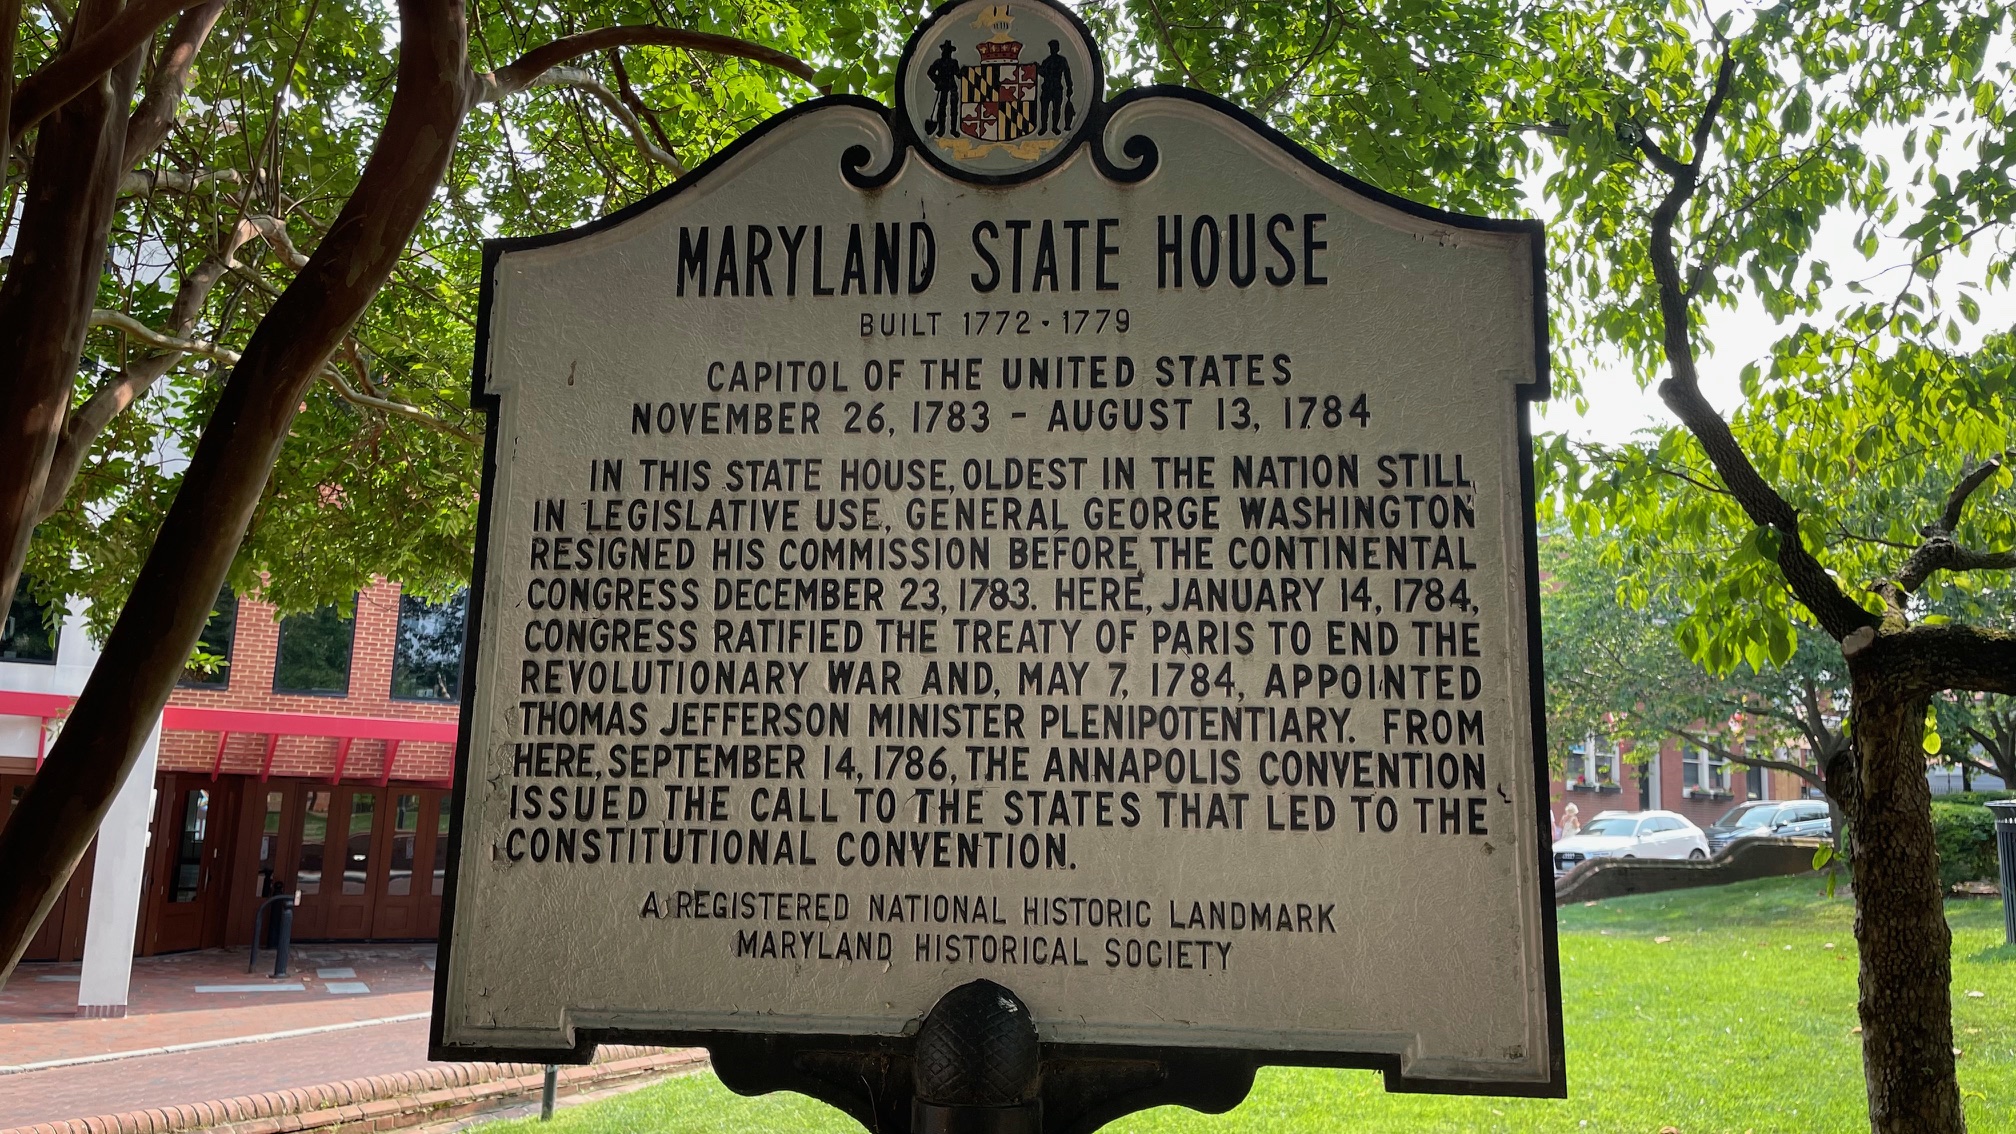 MARYLAND STATE HOUSE
BUILT 1772 - 1779
CAPITOL OF THE UNITED STATES
NOVEMBER 26, 1783 - AUGUST 13, 1784
IN THIS STATE HOUSE, OLDEST IN THE NATION STILL
IN LEGISLATIVE USE, GENERAL GEORGE WASHINGTON
RESIGNED HIS COMMISSION BEFORE THE CONTINENTAL
CONGRESS DECEMBER 23, 1783. HERE, JANUARY 14, 1784,
CONGRESS RATIFIED THE TREATY OF PARIS TO END THE
REVOLUTIONARY WAR AND, MAY 7, 1784, APPOINTED
THOMAS JEFFERSON MINISTER PLENIPOTENTIARY. FROM
HERE, SEPTEMBER 14, 1786, THE ANNAPOLIS CONVENTION
ISSUED THE CALL TO THE STATES THAT LED TO THE
CONSTITUTIONAL CONVENTION.
A REGISTERED NATIONAL HISTORIC LANDMARK
MARYLAND HISTORICAL SOCIETY